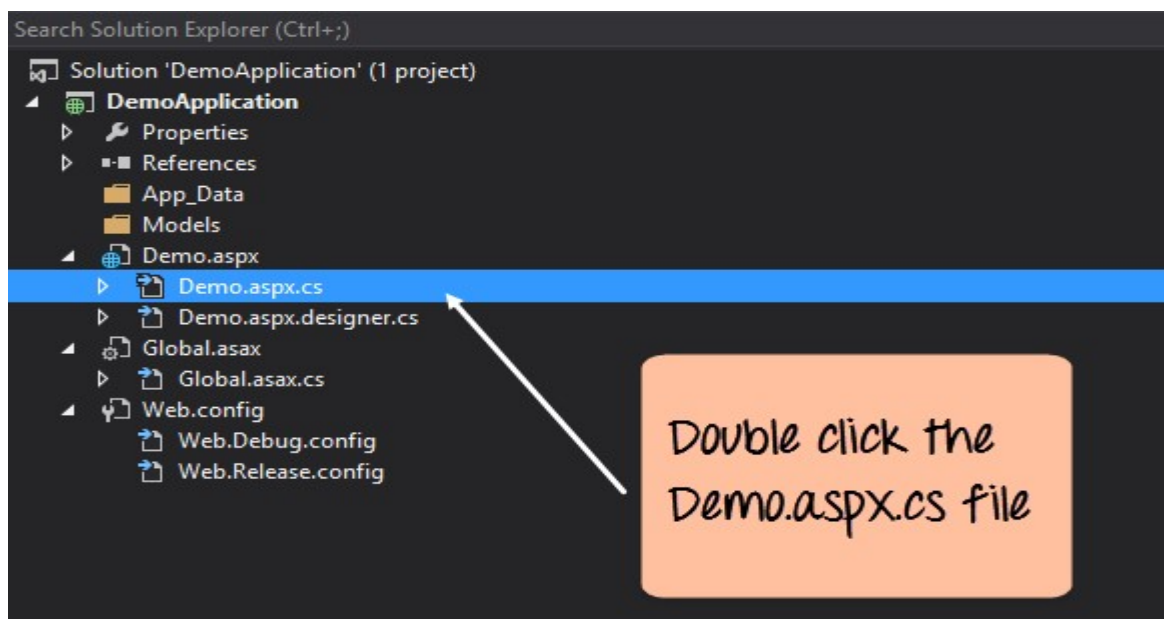 Search Solution Explorer (Ctrl+;)
Solution 'DemoApplication' (1 project)
DemoApplication
Properties
References
App_Data
Models
Demo.aspx
Demo.aspx.cs
Demo.aspx.designer.cs
Global.asax
Global.asax.cs
Web.config
Web.Debug.config
Web.Release.config
Double click the
Demo.aspx.cs file